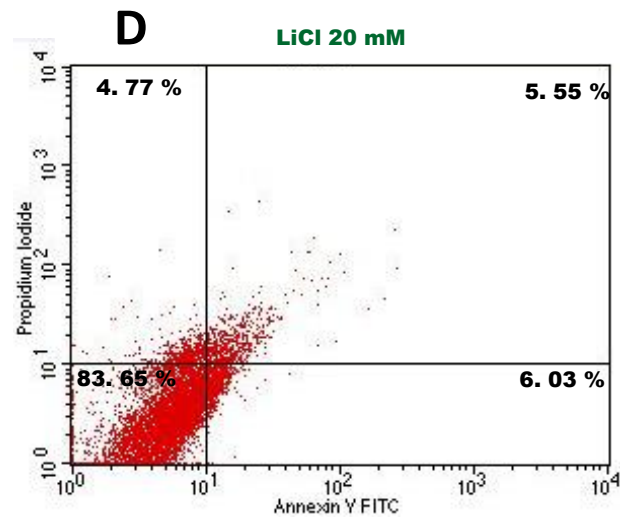 D
LiCl 20 mM
4. 77 %
5. 55 %
83. 65 %
6. 03 %
Propidium Iodide
10^4
10^3
10^2
10^1
10^0
10^0 10^1 10^2 10^3 10^4
Annexin V FITC